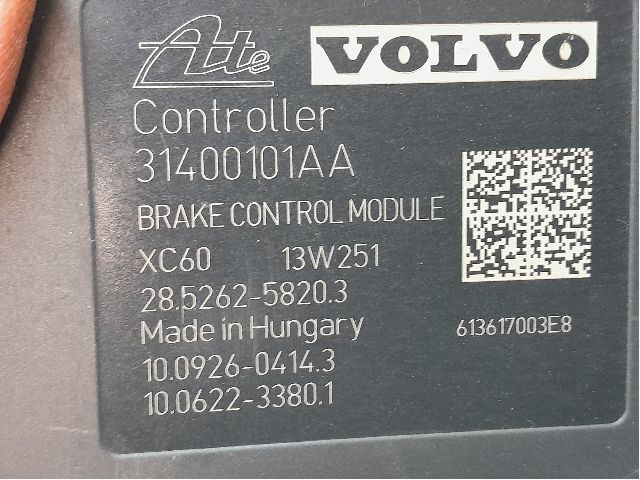 Ate VOLVO
Controller
31400101AA
BRAKE CONTROL MODULE
XC60 13W251
28.5262-5820.3
Made in Hungary 613617003E8
10.0926-0414.3
10.0622-3380.1